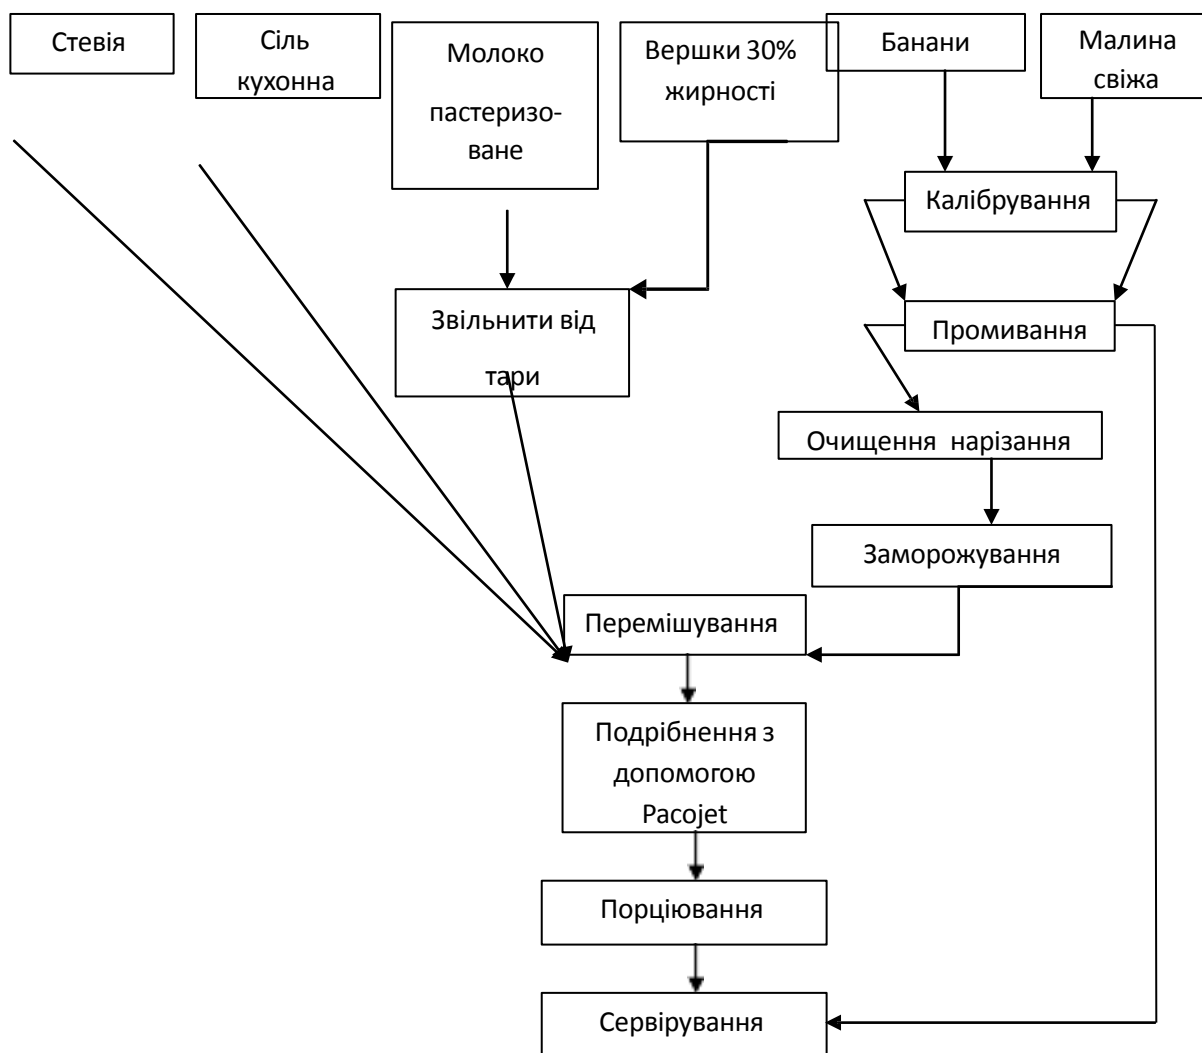 Стевія
Сіль
кухонна
Молоко
пастеризо-
ване
Вершки 30%
жирності
Банани
Малина
свіжа
Калібрування
Звільнити від
тари
Промивання
Очищення нарізання
Заморожування
Перемішування
Подрібнення з
допомогою
Pacojet
Порціювання
Сервірування